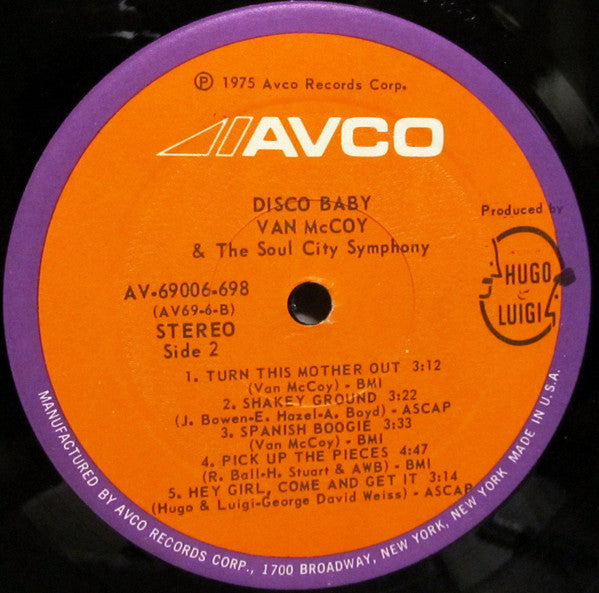 ℗ 1975 Avco Records Corp.
AVCO
DISCO BABY
VAN McCOY
& The Soul City Symphony
Produced by
HUGO
LUIGI
AV-69006-698
(AV69-6-B)
STEREO
Side 2
1. TURN THIS MOTHER OUT 3:12
(Van McCoy) - BMI
2. SHAKEY GROUND 3:22
(J. Bowen-E. Hazel-A. Boyd) - ASCAP
3. SPANISH BOOGIE 3:33
(Van McCoy) - BMI
4. PICK UP THE PIECES 4:47
(R. Ball-H. Stuart & AWB) - BMI
5. HEY GIRL, COME AND GET IT 3:14
(Hugo & Luigi-George David Weiss) - ASCAP
MANUFACTURED BY AVCO RECORDS CORP., 1700 BROADWAY, NEW YORK, NEW YORK MADE IN U.S.A.